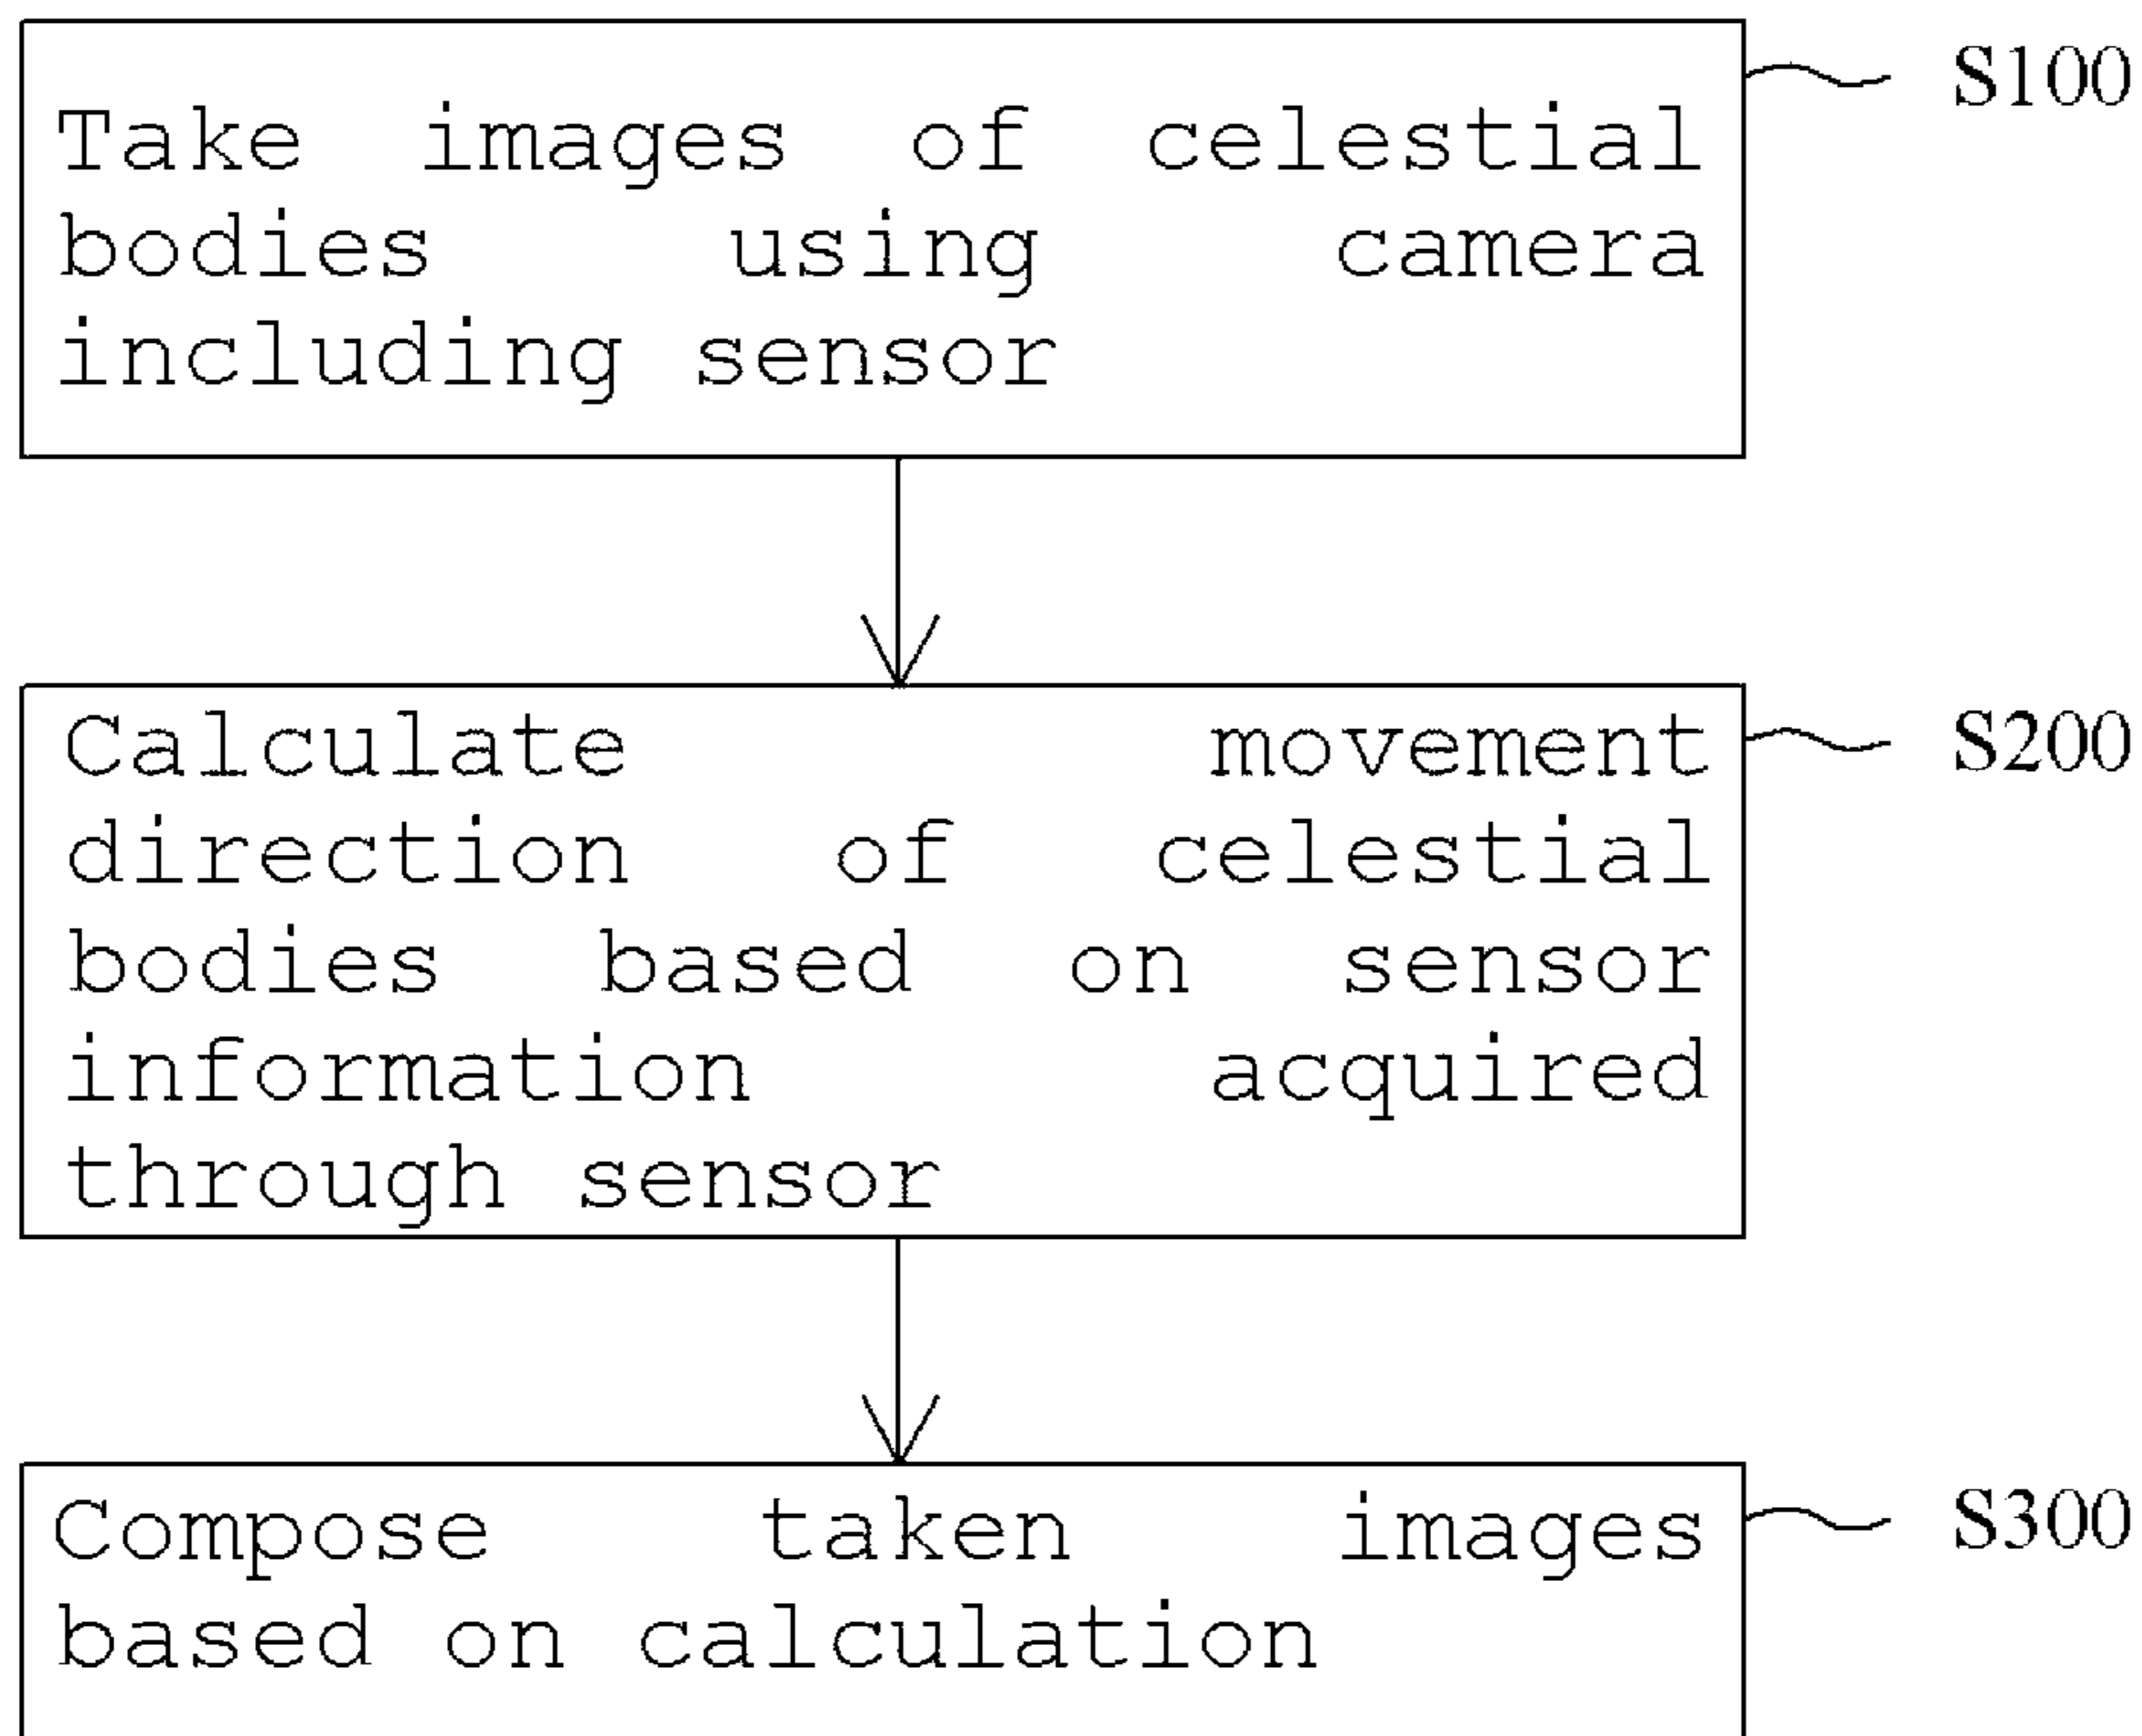 Take images of celestial
bodies using camera
including sensor
S100
Calculate movement
direction of celestial
bodies based on sensor
information acquired
through sensor
S200
Compose taken images
based on calculation
S300